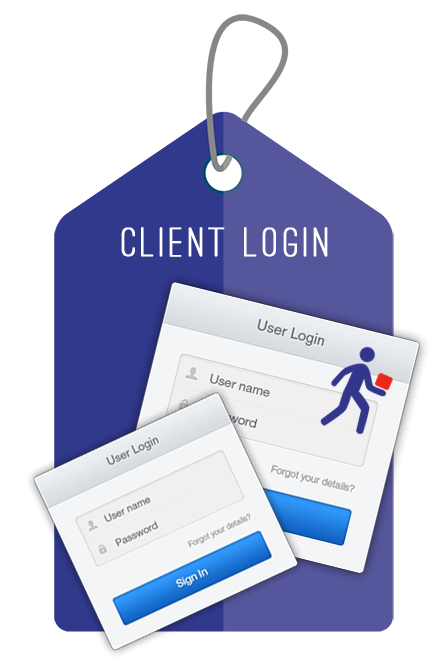 CLIENT LOGIN
User Login
User name
word
Forgot your details?
User Login
User name
Password
Forgot your details?
Sign In